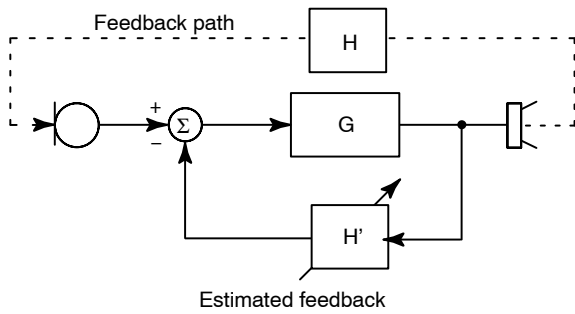 Feedback path
H
+
Σ
−
G
H'
Estimated feedback